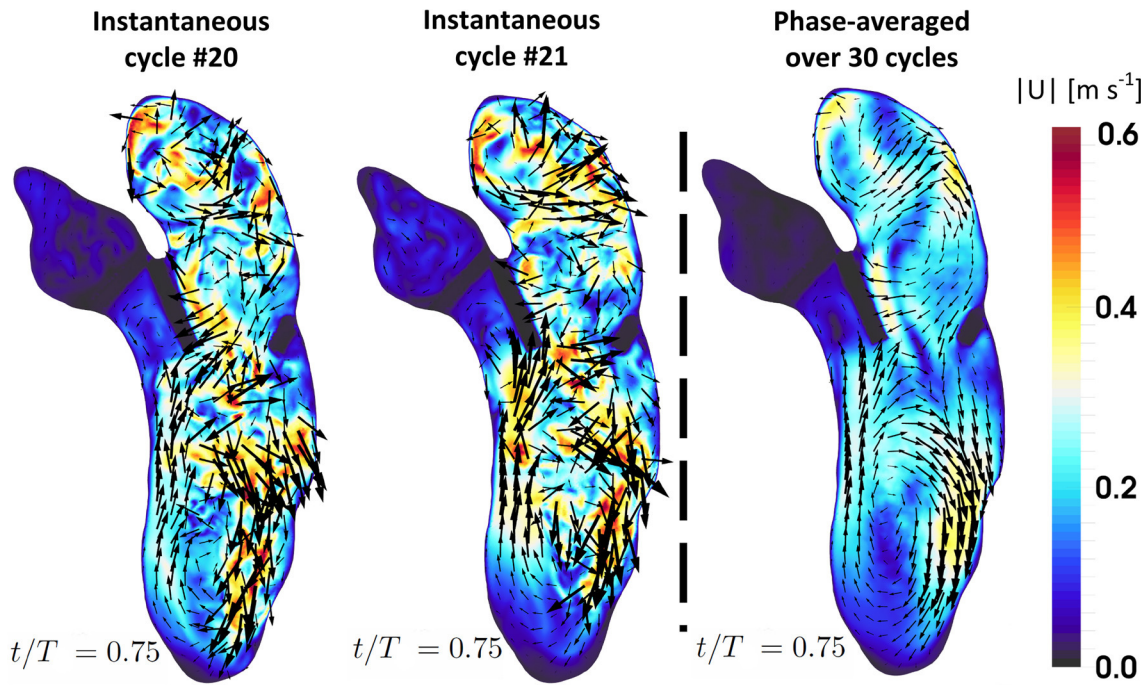 Instantaneous
cycle #20
Instantaneous
cycle #21
Phase-averaged
over 30 cycles
|U| [m s⁻¹]
0.6
0.4
0.2
0.0
t/T = 0.75
t/T = 0.75
t/T = 0.75